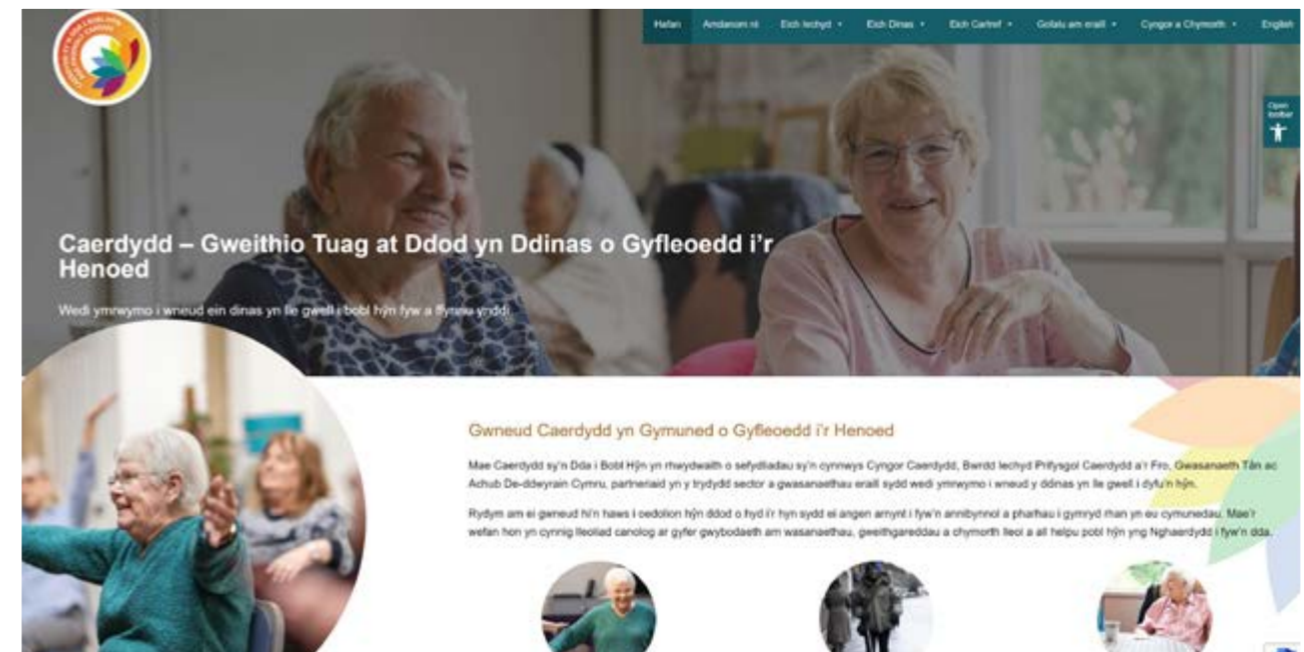 Hafan Amdanom ni Eich Iechyd Eich Dinas Eich Cartref Gofalu am eraill Cyngor a Chymorth English
Open
toolbar
Caerdydd – Gweithio Tuag at Ddod yn Ddinas o Gyfleoedd i'r
Henoed
Wedi ymrwymo i wneud ein dinas yn lle gwell i bobl hŷn fyw a ffynnu ynddi
Gwneud Caerdydd yn Gymuned o Gyfleoedd i'r Henoed
Mae Caerdydd sy'n Dda i Bobl Hŷn yn rhwydwaith o sefydliadau sy'n cynnwys Cyngor Caerdydd, Bwrdd Iechyd Prifysgol Caerdydd a'r Fro, Gwasanaeth Tân ac
Achub De-ddwyrain Cymru, partneriaid yn y trydydd sector a gwasanaethau eraill sydd wedi ymrwymo i wneud y ddinas yn lle gwell i dyfu'n hŷn.
Rydym am ei gwneud hi'n haws i oedolion hŷn ddod o hyd i'r hyn sydd ei angen arnynt i fyw'n annibynnol a pharhau i gymryd rhan yn eu cymunedau. Mae'r
wefan hon yn cynnig lleoliad canolog ar gyfer gwybodaeth am wasanaethau, gweithgareddau a chymorth lleol a all helpu pobl hŷn yng Nghaerdydd i fyw'n dda.